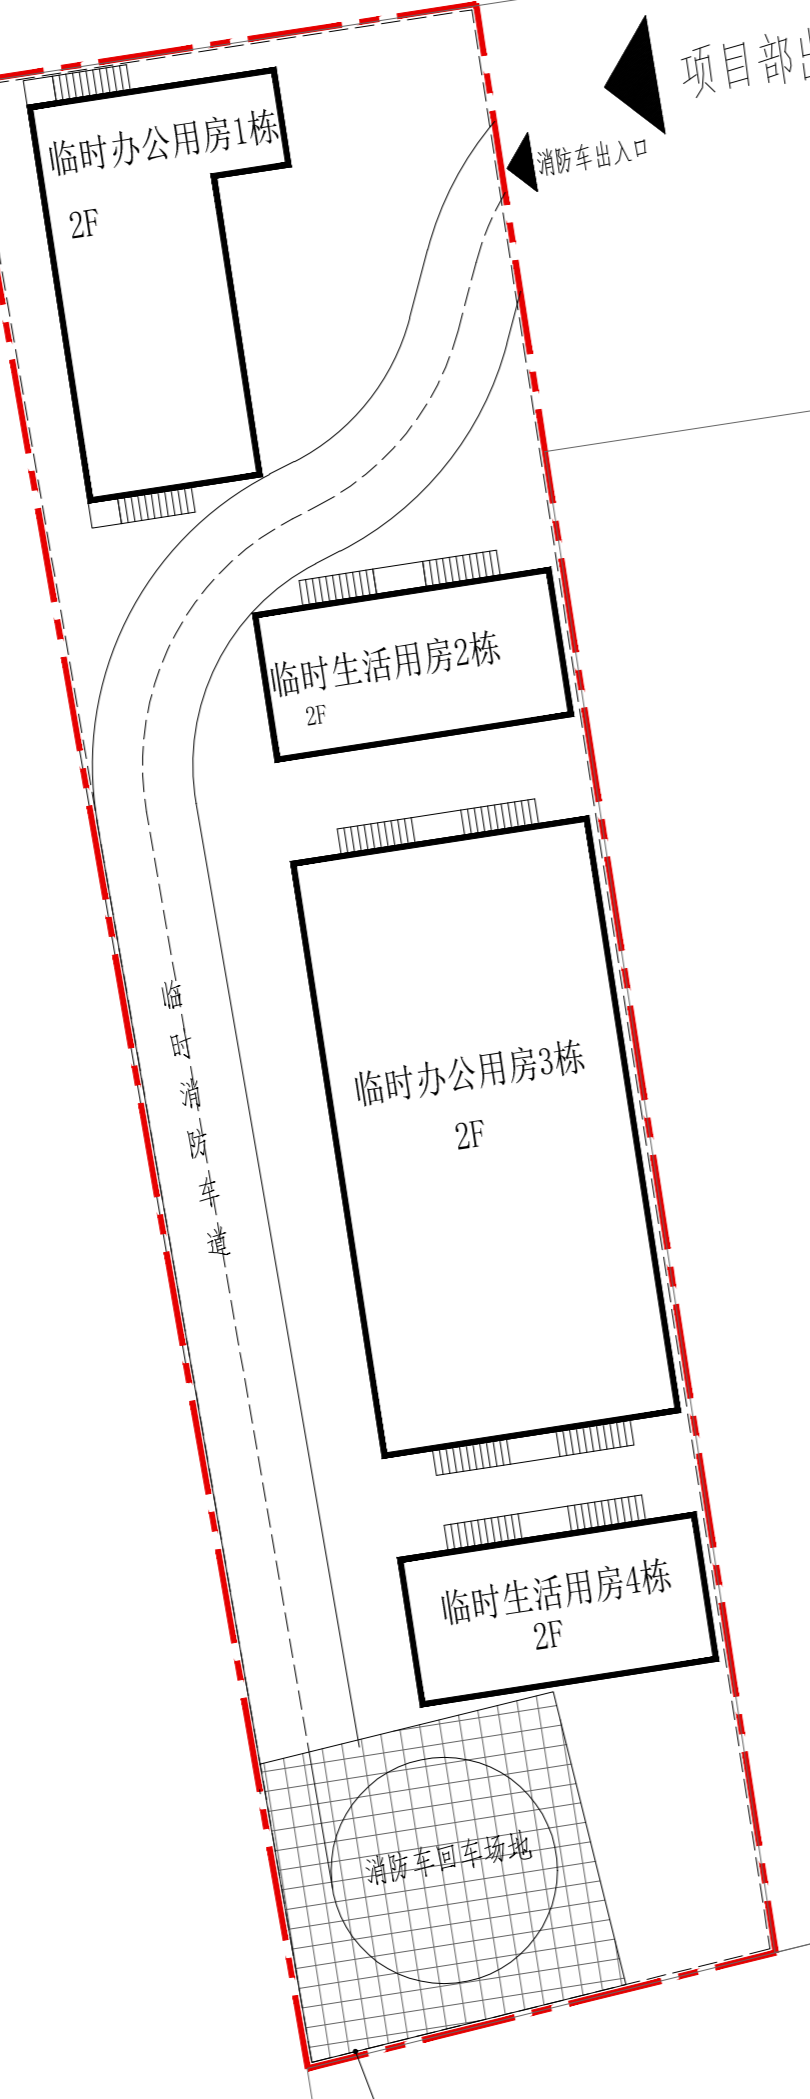 项目部
消防车出入口
临时办公用房1栋
2F
临时生活用房2栋
2F
临时办公用房3栋
2F
临时消防车道
临时生活用房4栋
2F
消防车回车场地